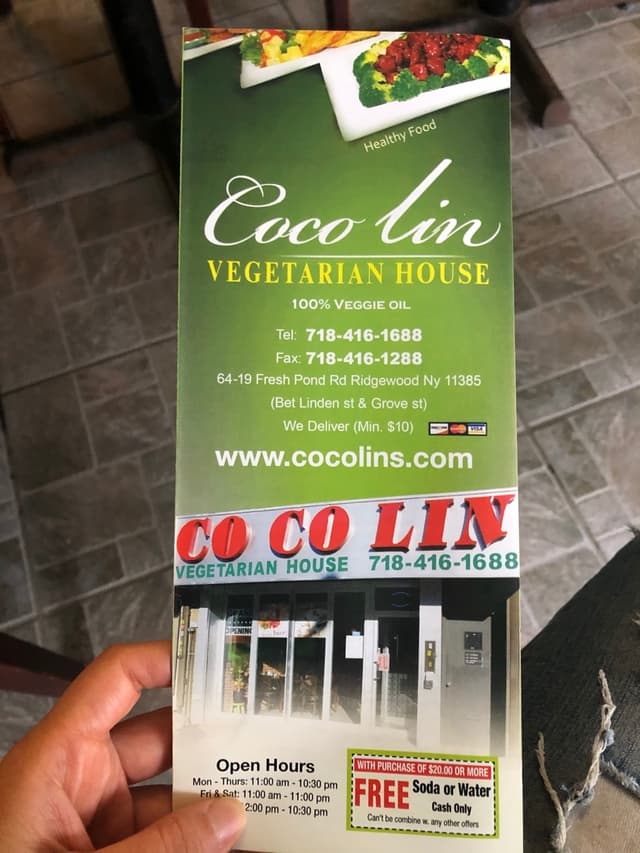 Healthy Food
Coco Lin
VEGETARIAN HOUSE
100% VEGGIE OIL
Tel: 718-416-1688
Fax: 718-416-1288
64-19 Fresh Pond Rd Ridgewood Ny 11385
(Bet Linden st & Grove st)
We Deliver (Min. $10)
VISA
www.cocolins.com
CO CO LIN
VEGETARIAN HOUSE 718-416-1688
OPENING
Open Hours
Mon - Thurs: 11:00 am - 10:30 pm
Fri & Sat: 11:00 am - 11:00 pm
2:00 pm - 10:30 pm
WITH PURCHASE OF $20.00 OR MORE
FREE Soda or Water
Cash Only
Can't be combine w. any other offers